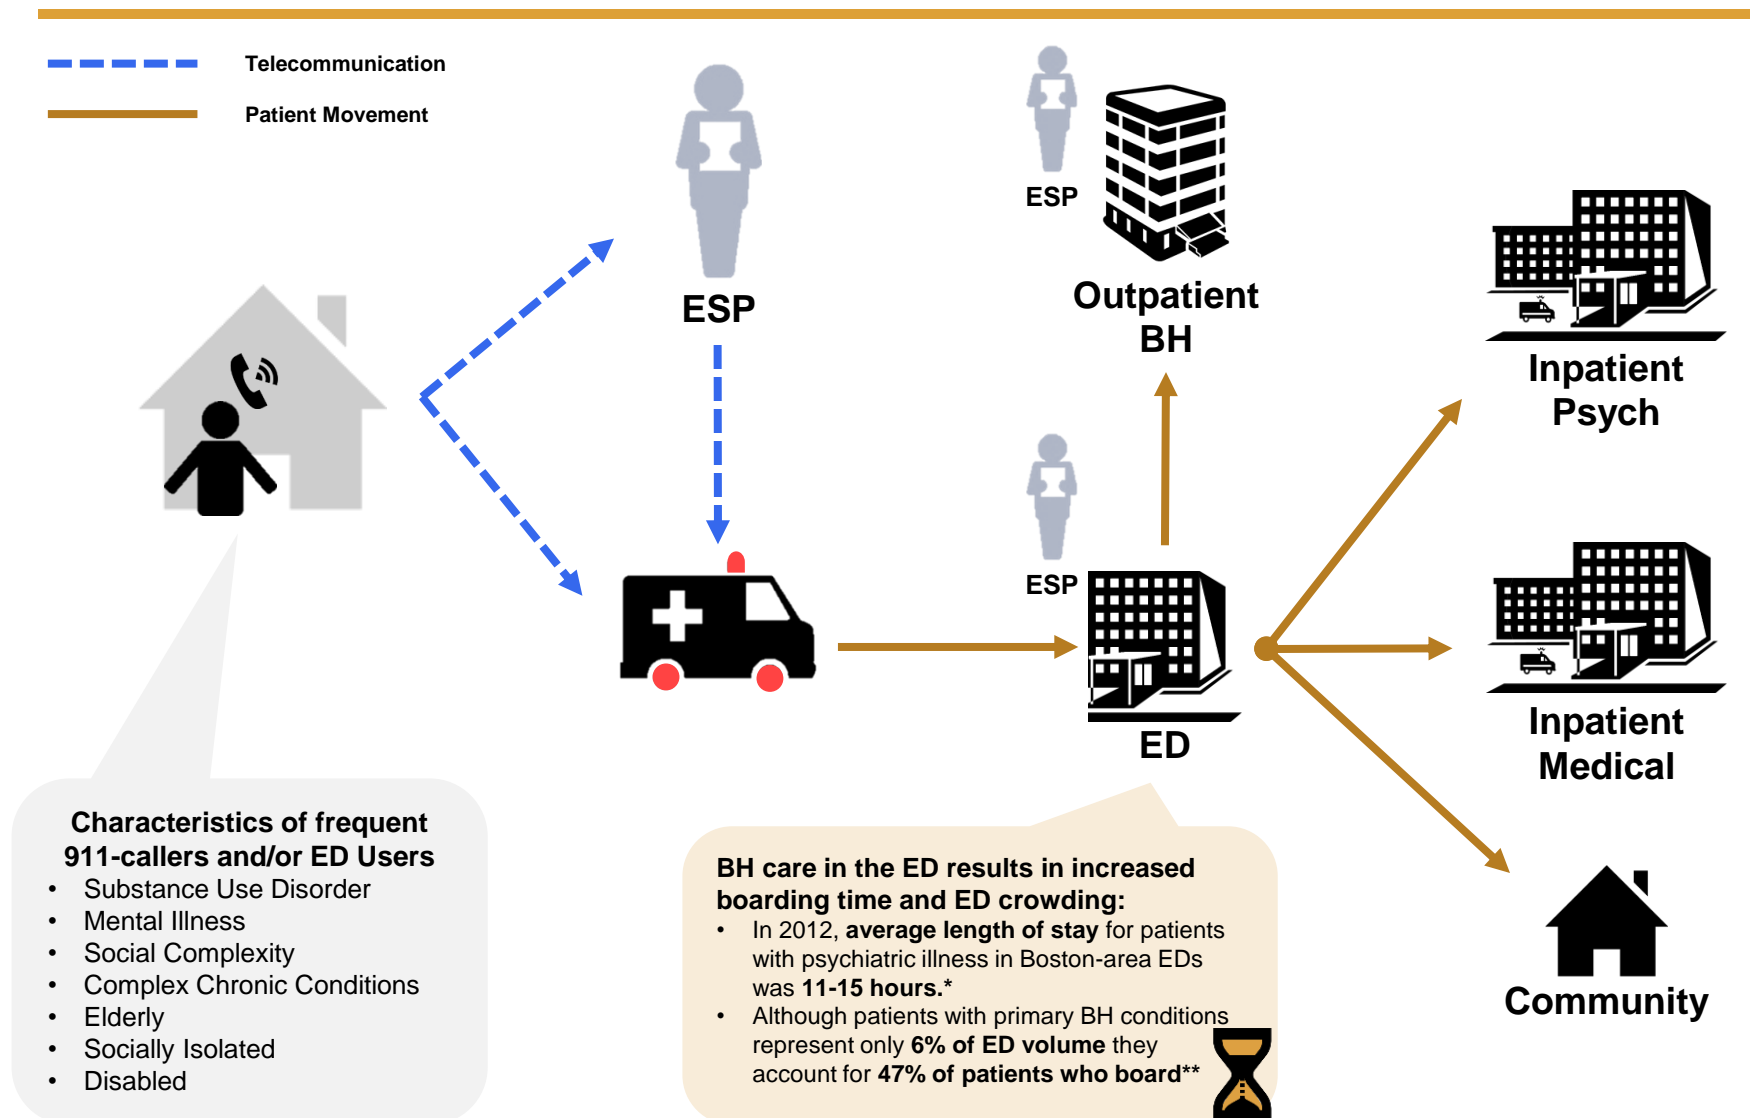 Telecommunication
Patient Movement
ESP
ESP
Outpatient
BH
Inpatient
Psych
ESP
ED
Inpatient
Medical
Community
Characteristics of frequent
911-callers and/or ED Users
• Substance Use Disorder
• Mental Illness
• Social Complexity
• Complex Chronic Conditions
• Elderly
• Socially Isolated
• Disabled
BH care in the ED results in increased
boarding time and ED crowding:
• In 2012, average length of stay for patients
with psychiatric illness in Boston-area EDs
was 11-15 hours.*
• Although patients with primary BH conditions
represent only 6% of ED volume they
account for 47% of patients who board**